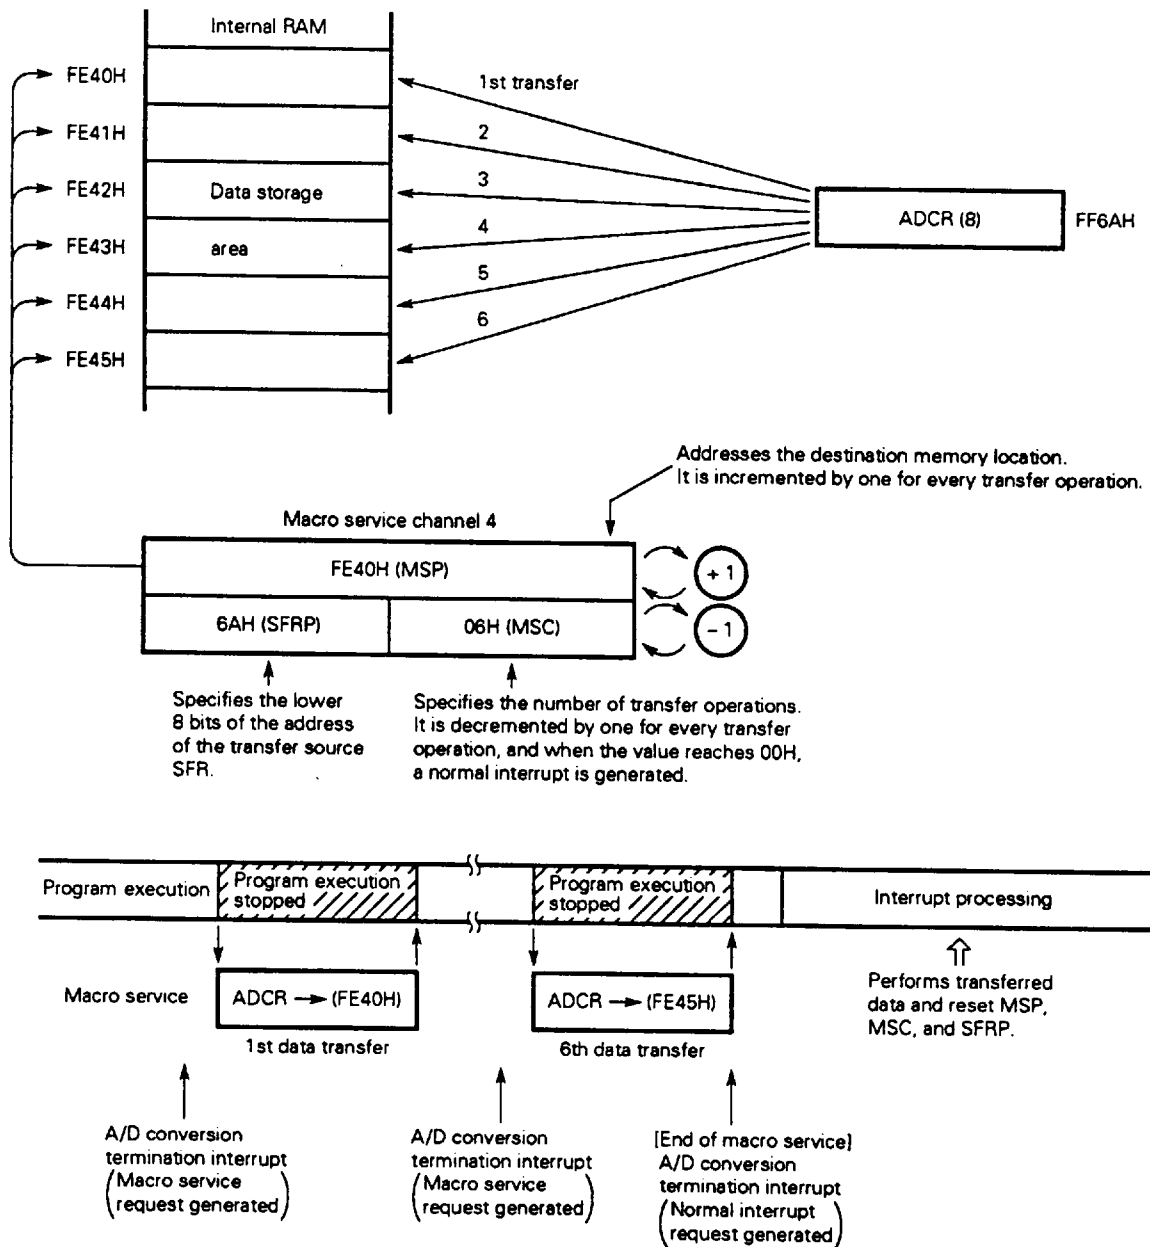 Internal RAM
FE40H
1st transfer
FE41H
2
FE42H
Data storage
3
ADCR (8)
FF6AH
FE43H
area
4
FE44H
5
FE45H
6
Addresses the destination memory location.
It is incremented by one for every transfer operation.
Macro service channel 4
FE40H (MSP)
+ 1
6AH (SFRP)
06H (MSC)
− 1
Specifies the lower
8 bits of the address
of the transfer source
SFR.
Specifies the number of transfer operations.
It is decremented by one for every transfer
operation, and when the value reaches 00H,
a normal interrupt is generated.
Program execution
Program execution
stopped
Program execution
stopped
Interrupt processing
Macro service
ADCR → (FE40H)
1st data transfer
ADCR → (FE45H)
6th data transfer
Performs transferred
data and reset MSP,
MSC, and SFRP.
A/D conversion
termination interrupt
(Macro service
request generated)
A/D conversion
termination interrupt
(Macro service
request generated)
[End of macro service]
A/D conversion
termination interrupt
(Normal interrupt
request generated)